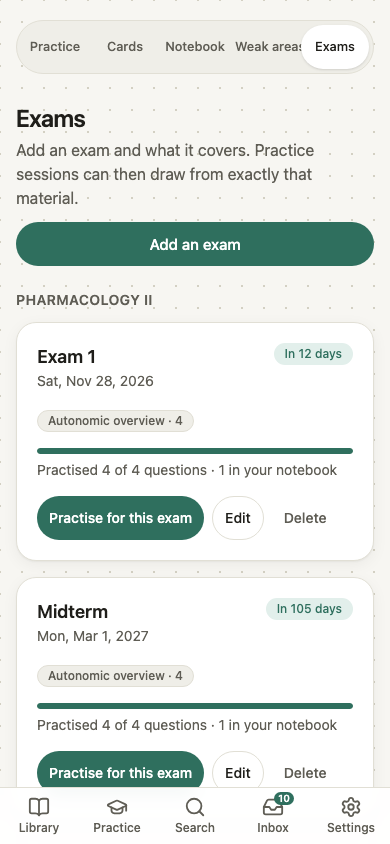 Practice
Cards
Notebook
Weak areas
Exams
Exams
Add an exam and what it covers. Practice
sessions can then draw from exactly that
material.
Add an exam
PHARMACOLOGY II
Exam 1
In 12 days
Sat, Nov 28, 2026
Autonomic overview · 4
Practised 4 of 4 questions · 1 in your notebook
Practise for this exam
Edit
Delete
Midterm
In 105 days
Mon, Mar 1, 2027
Autonomic overview · 4
Practised 4 of 4 questions · 1 in your notebook
Practise for this exam
Edit
Delete
10
Library
Practice
Search
Inbox
Settings